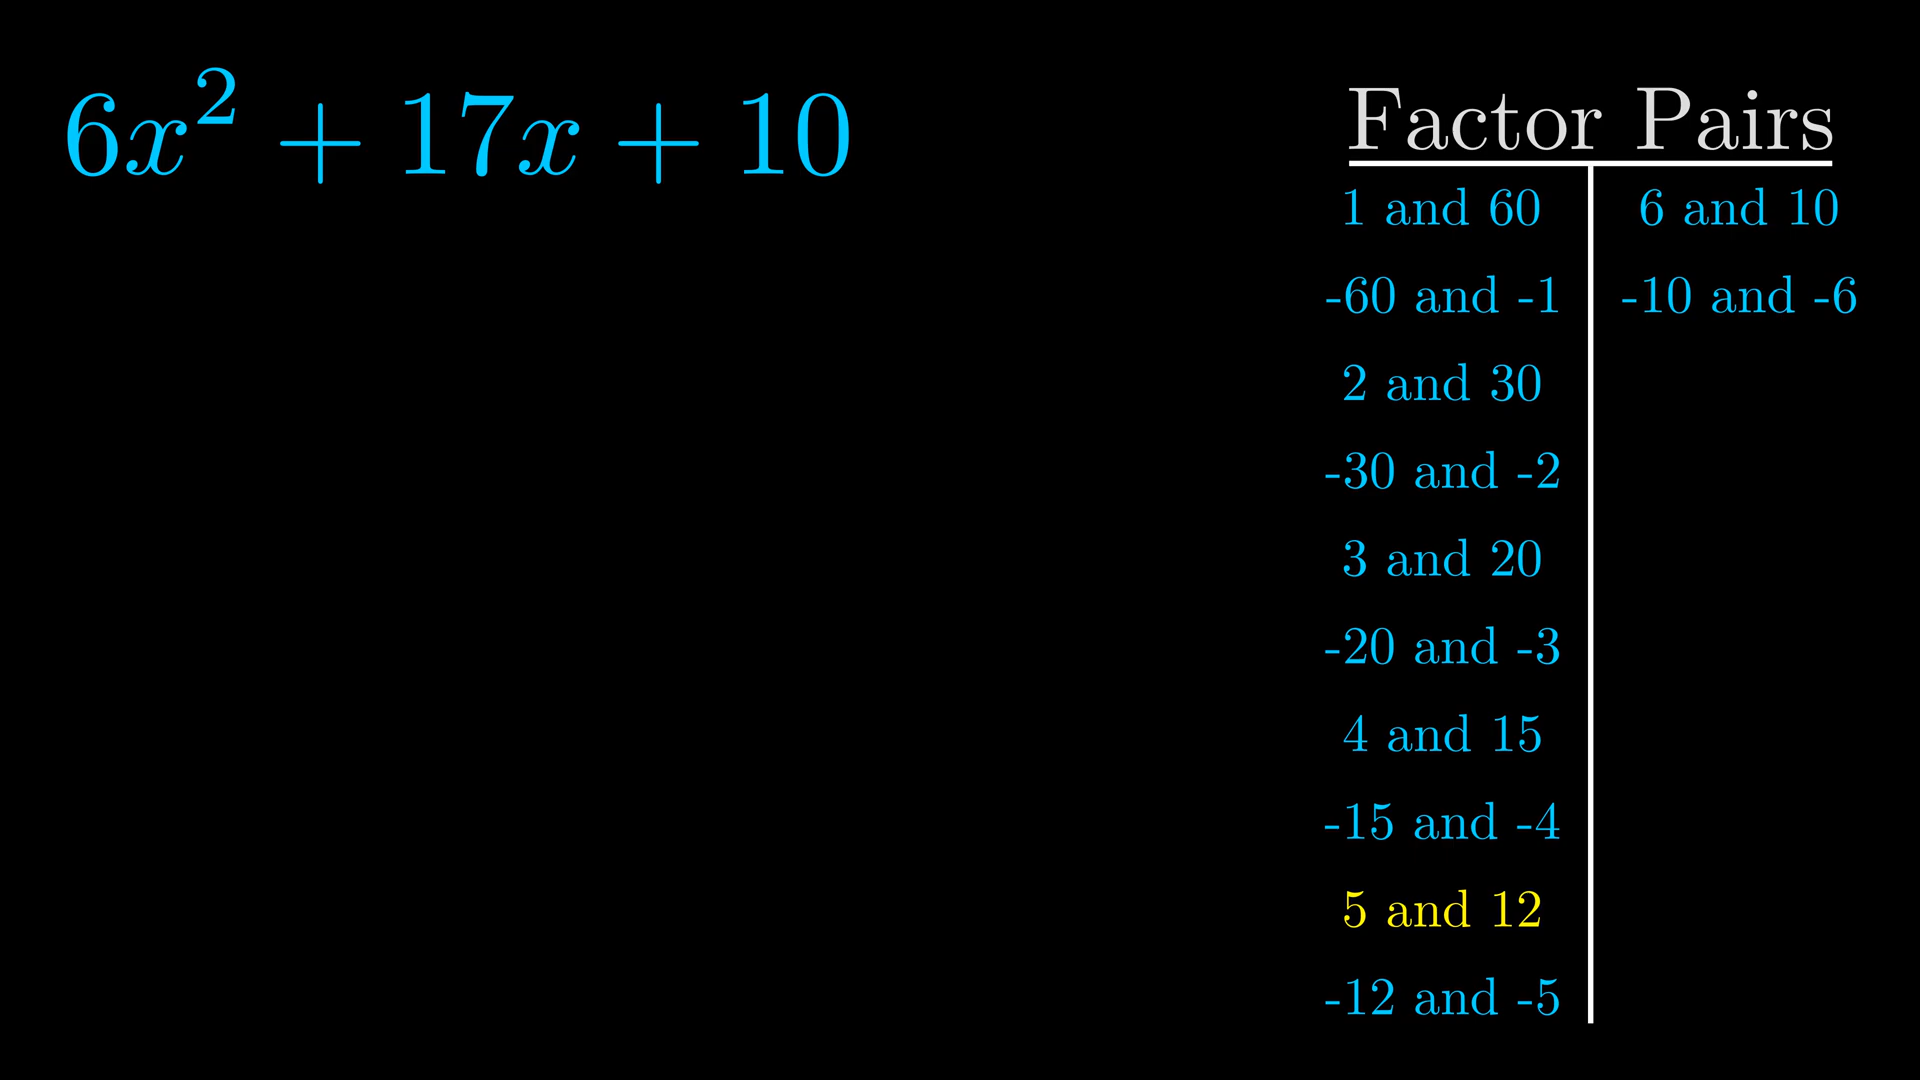 6x² + 17x + 10
Factor Pairs
1 and 60
-60 and -1
2 and 30
-30 and -2
3 and 20
-20 and -3
4 and 15
-15 and -4
5 and 12
-12 and -5
6 and 10
-10 and -6